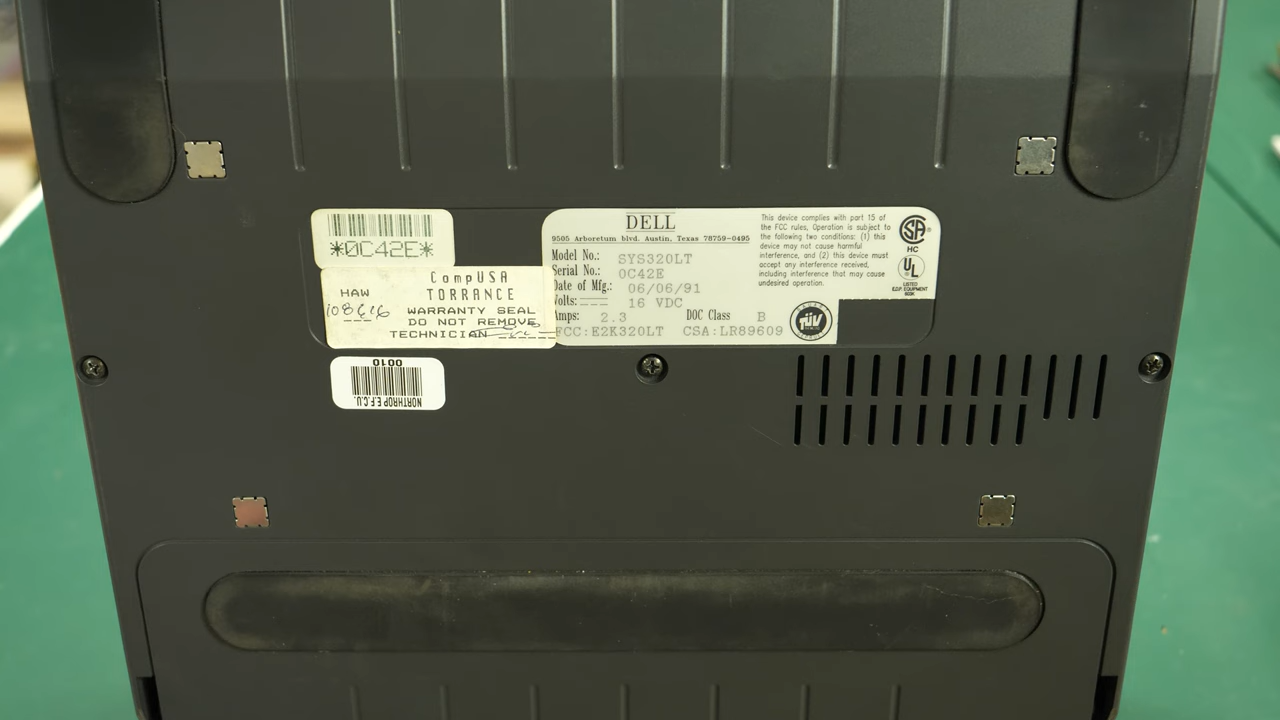 *0C42E*
CompUSA
TORRANCE
HAW
WARRANTY SEAL
DO NOT REMOVE
TECHNICIAN
0010
NORTHROP E.F.C.U.
DELL
9505 Arboretum blvd. Austin, Texas 78759-0495
Model No.: SYS320LT
Serial No.: 0C42E
Date of Mfg.: 06/06/91
Volts: 16 VDC
Amps: 2.3 DOC Class B
FCC:E2K320LT CSA:LR89609
This device complies with part 15 of
the FCC rules, Operation is subject to
the following two conditions: (1) this
device may not cause harmful
interference, and (2) this device must
accept any interference received,
including interference that may cause
undesired operation.
SA
HC
UL
LISTED
E.D.P. EQUIPMENT
TÜV